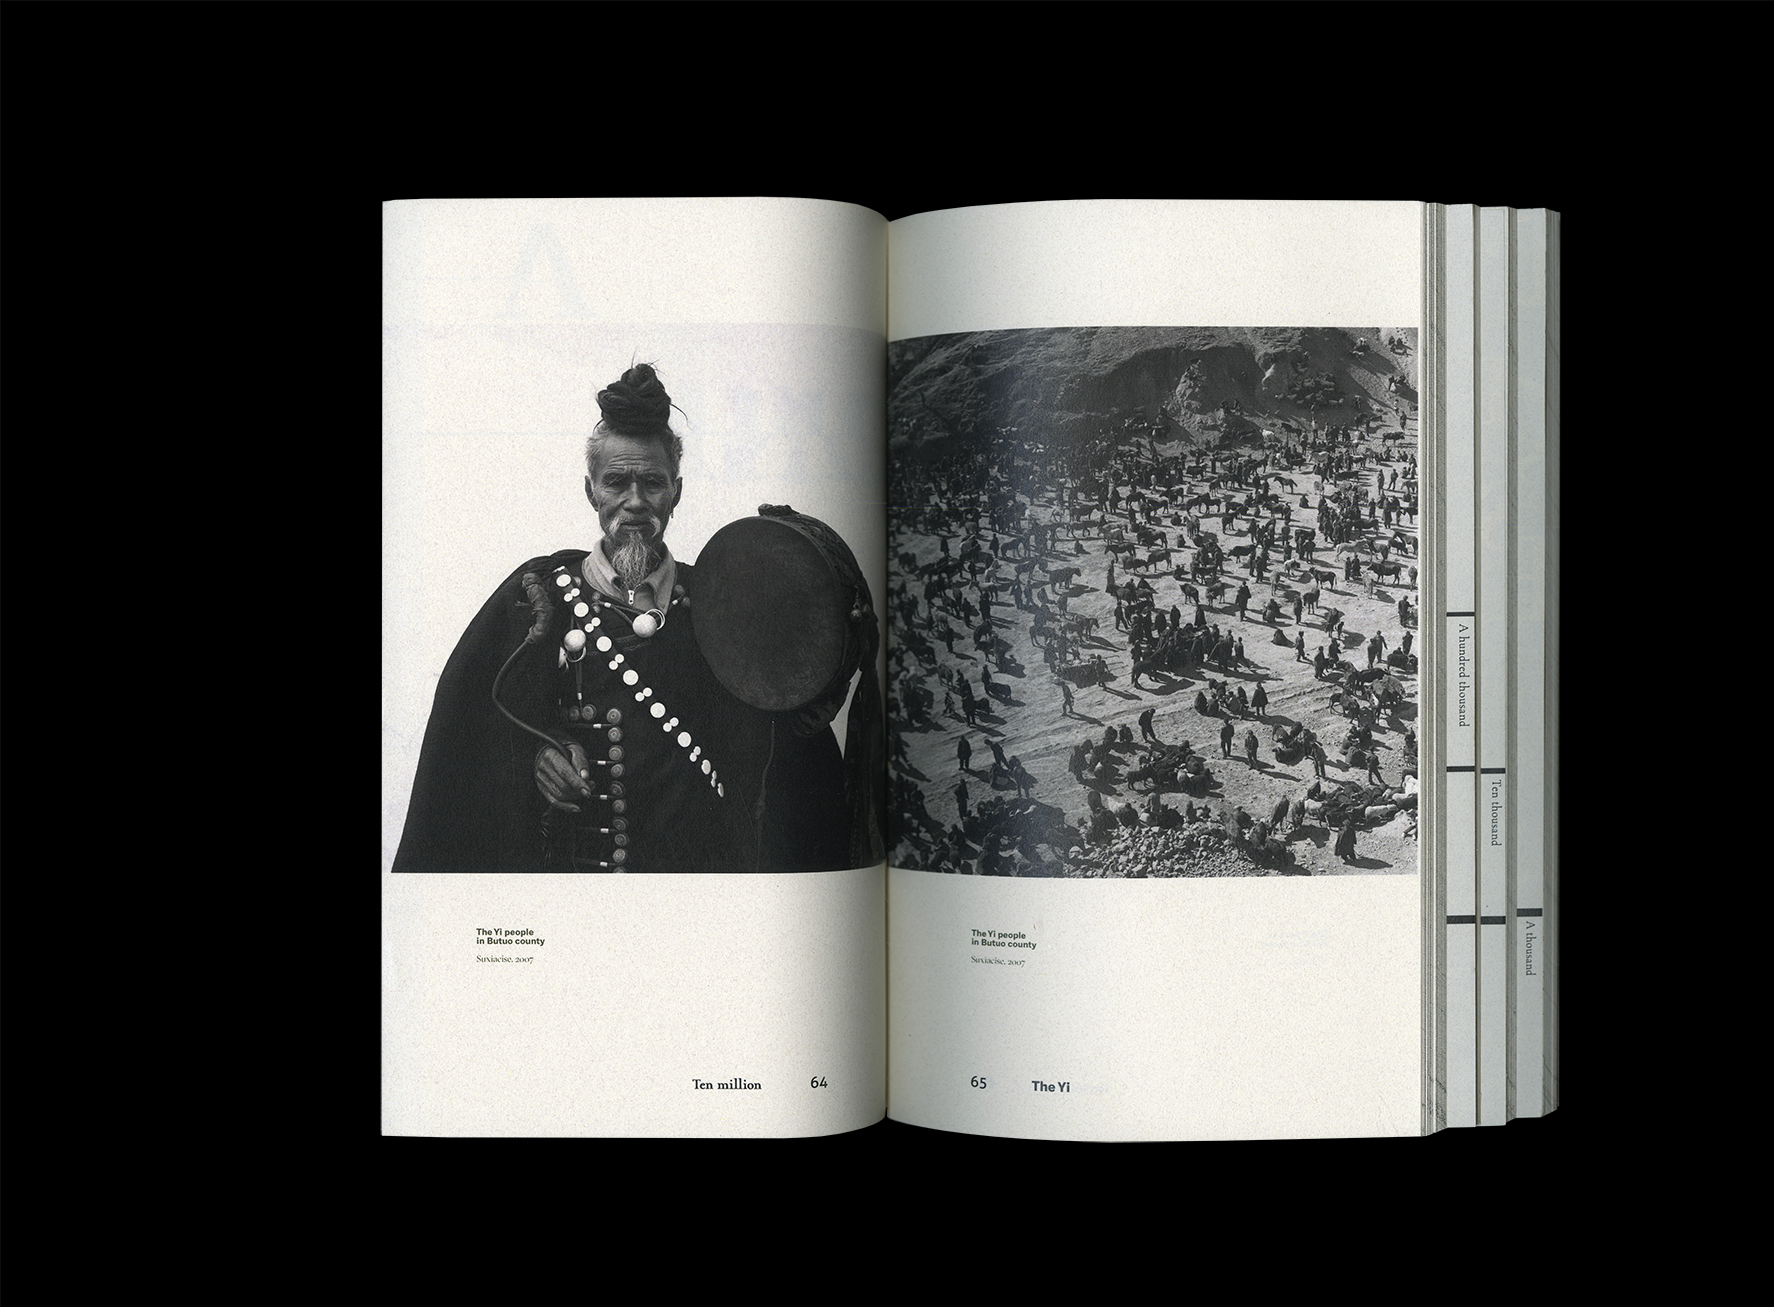 The Yi people
in Butuo county
Suxiacise, 2007
Ten million
64
The Yi people
in Butuo county
Suxiacise, 2007
65
The Yi
A hundred thousand
Ten thousand
A thousand